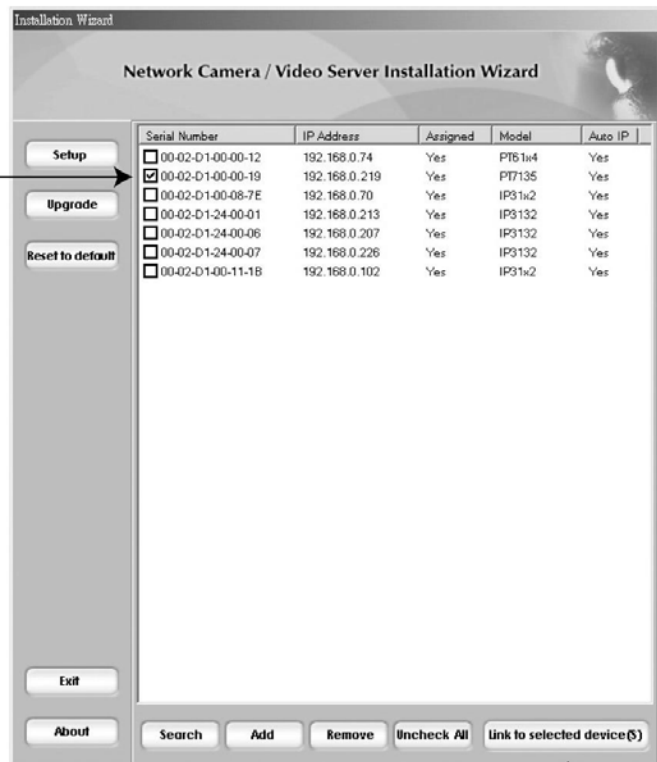 Installation Wizard
Network Camera / Video Server Installation Wizard
Serial Number IP Address Assigned Model Auto IP
00-02-D1-00-00-12 192.168.0.74 Yes PT61x4 Yes
00-02-D1-00-00-19 192.168.0.219 Yes PT7135 Yes
00-02-D1-00-08-7E 192.168.0.70 Yes IP31x2 Yes
00-02-D1-24-00-01 192.168.0.213 Yes IP3132 Yes
00-02-D1-24-00-06 192.168.0.207 Yes IP3132 Yes
00-02-D1-24-00-07 192.168.0.226 Yes IP3132 Yes
00-02-D1-00-11-1B 192.168.0.102 Yes IP31x2 Yes
Setup
Upgrade
Reset to default
Exit
About
Search Add Remove Uncheck All Link to selected device(S)